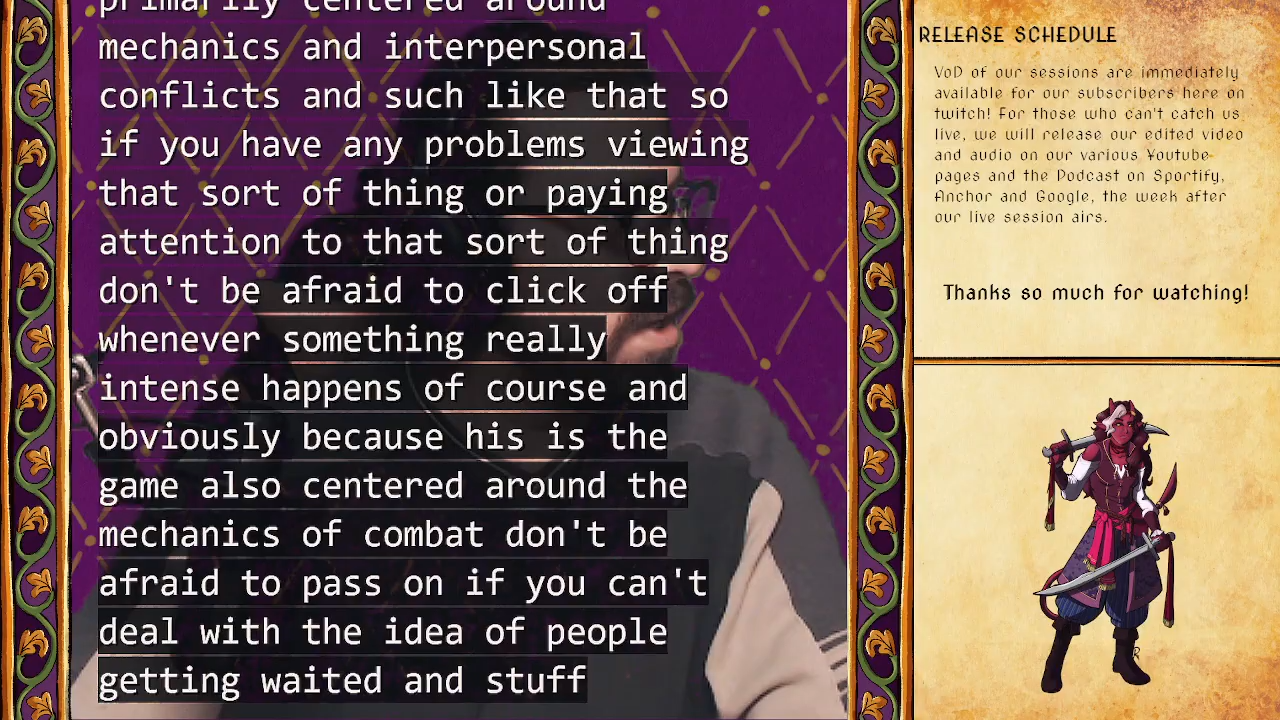 primarily centered around
mechanics and interpersonal
conflicts and such like that so
if you have any problems viewing
that sort of thing or paying
attention to that sort of thing
don't be afraid to click off
whenever something really
intense happens of course and
obviously because his is the
game also centered around the
mechanics of combat don't be
afraid to pass on if you can't
deal with the idea of people
getting waited and stuff
RELEASE SCHEDULE
VoD of our sessions are immediately
available for our subscribers here on
twitch! For those who can't catch us
live, we will release our edited video
and audio on our various Youtube
pages and the Podcast on Sportify,
Anchor and Google, the week after
our live session airs.
Thanks so much for watching!